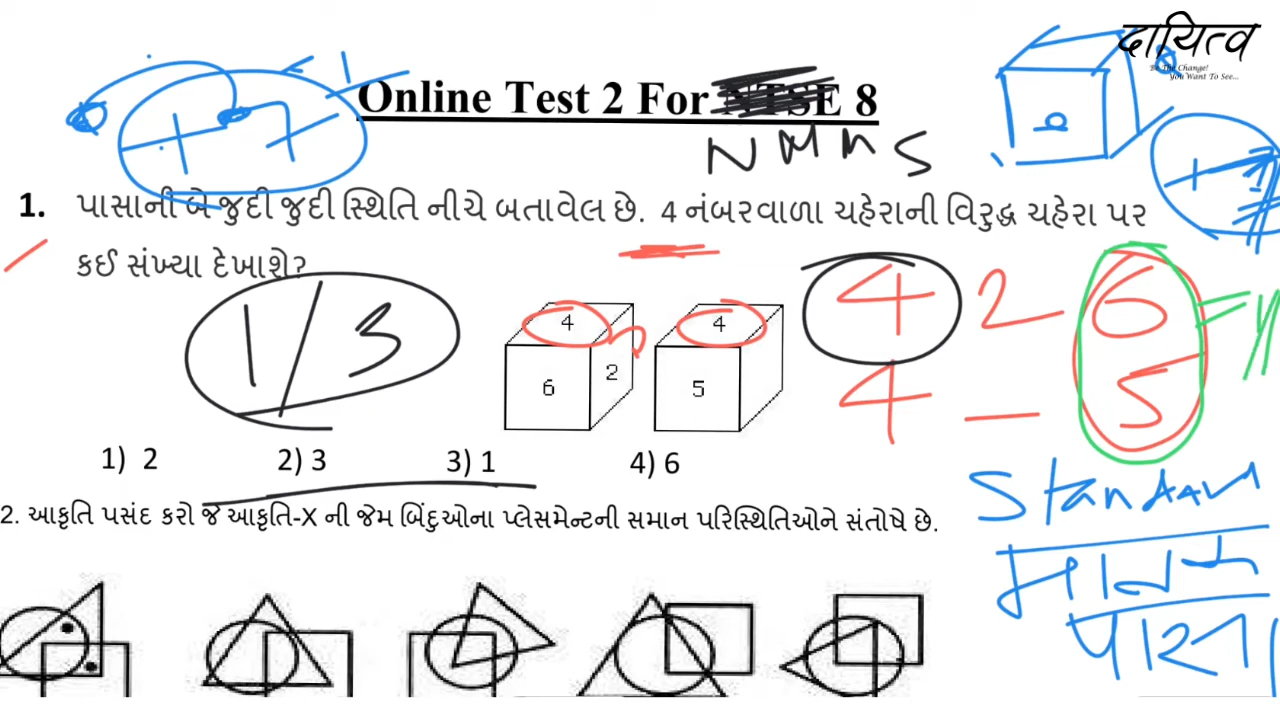 दायित्व
Be The Change!
You Want To See...
Online Test 2 For NTSE 8
N M M S
1. પાસાની બે જુદી જુદી સ્થિતિ નીચે બતાવેલ છે. 4 નંબરવાળા ચહેરાની વિરુદ્ધ ચહેરા પર
કઈ સંખ્યા દેખાશે?
1/3
4 6 2
4 5
4 2 - 6
4 — 5
1) 2 2) 3 3) 1 4) 6
Standard
मानक
પાસા
2. આકૃતિ પસંદ કરો જે આકૃતિ-X ની જેમ બિંદુઓના પ્લેસમેન્ટની સમાન પરિસ્થિતિઓને સંતોષે છે.